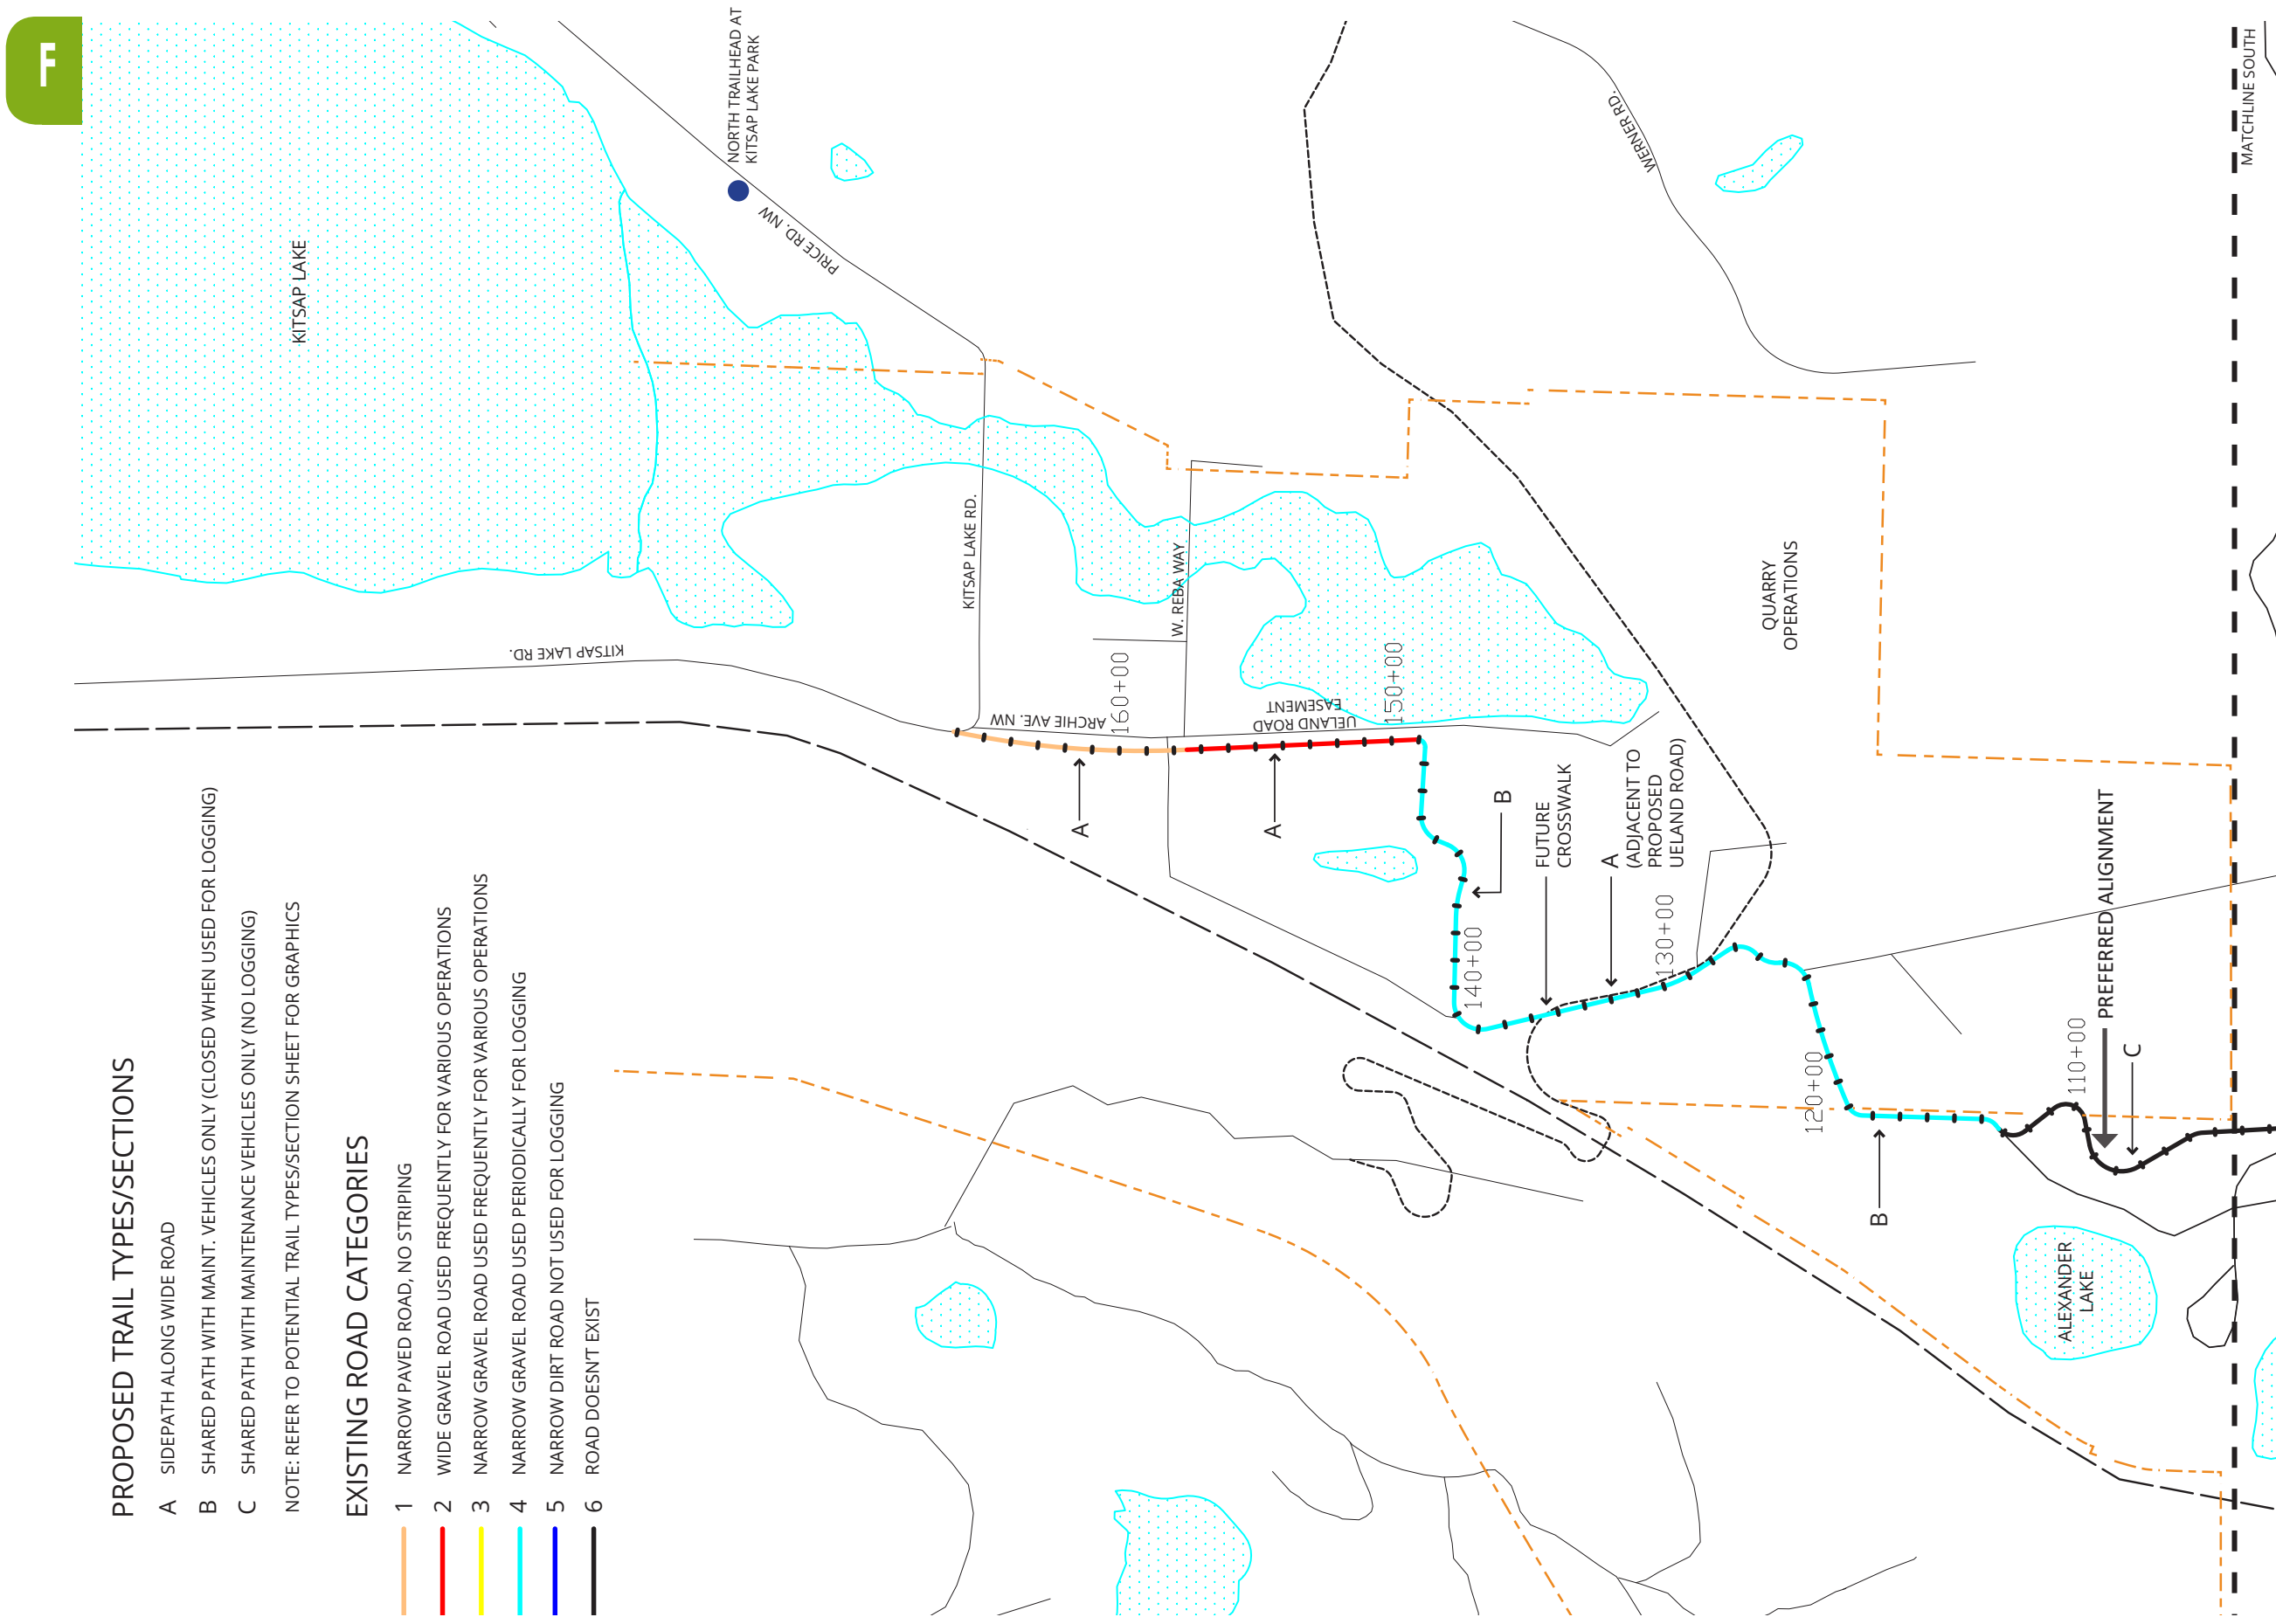 F
PROPOSED TRAIL TYPES/SECTIONS
A SIDEPATH ALONG WIDE ROAD
B SHARED PATH WITH MAINT. VEHICLES ONLY (CLOSED WHEN USED FOR LOGGING)
C SHARED PATH WITH MAINTENANCE VEHICLES ONLY (NO LOGGING)
NOTE: REFER TO POTENTIAL TRAIL TYPES/SECTION SHEET FOR GRAPHICS
EXISTING ROAD CATEGORIES
1 NARROW PAVED ROAD, NO STRIPING
2 WIDE GRAVEL ROAD USED FREQUENTLY FOR VARIOUS OPERATIONS
3 NARROW GRAVEL ROAD USED FREQUENTLY FOR VARIOUS OPERATIONS
4 NARROW GRAVEL ROAD USED PERIODICALLY FOR LOGGING
5 NARROW DIRT ROAD NOT USED FOR LOGGING
6 ROAD DOESN'T EXIST
KITSAP LAKE
KITSAP LAKE RD.
NORTH TRAILHEAD AT
KITSAP LAKE PARK
PRICE RD. NW
KITSAP LAKE RD.
ARCHIE AVE. NW
160+00
A
W. REBA WAY
UELAND ROAD
EASEMENT
A
150+00
B
140+00
FUTURE
CROSSWALK
A
(ADJACENT TO
PROPOSED
UELAND ROAD)
130+00
WERNER RD.
QUARRY
OPERATIONS
120+00
B
ALEXANDER
LAKE
110+00
PREFERRED ALIGNMENT
C
MATCHLINE SOUTH